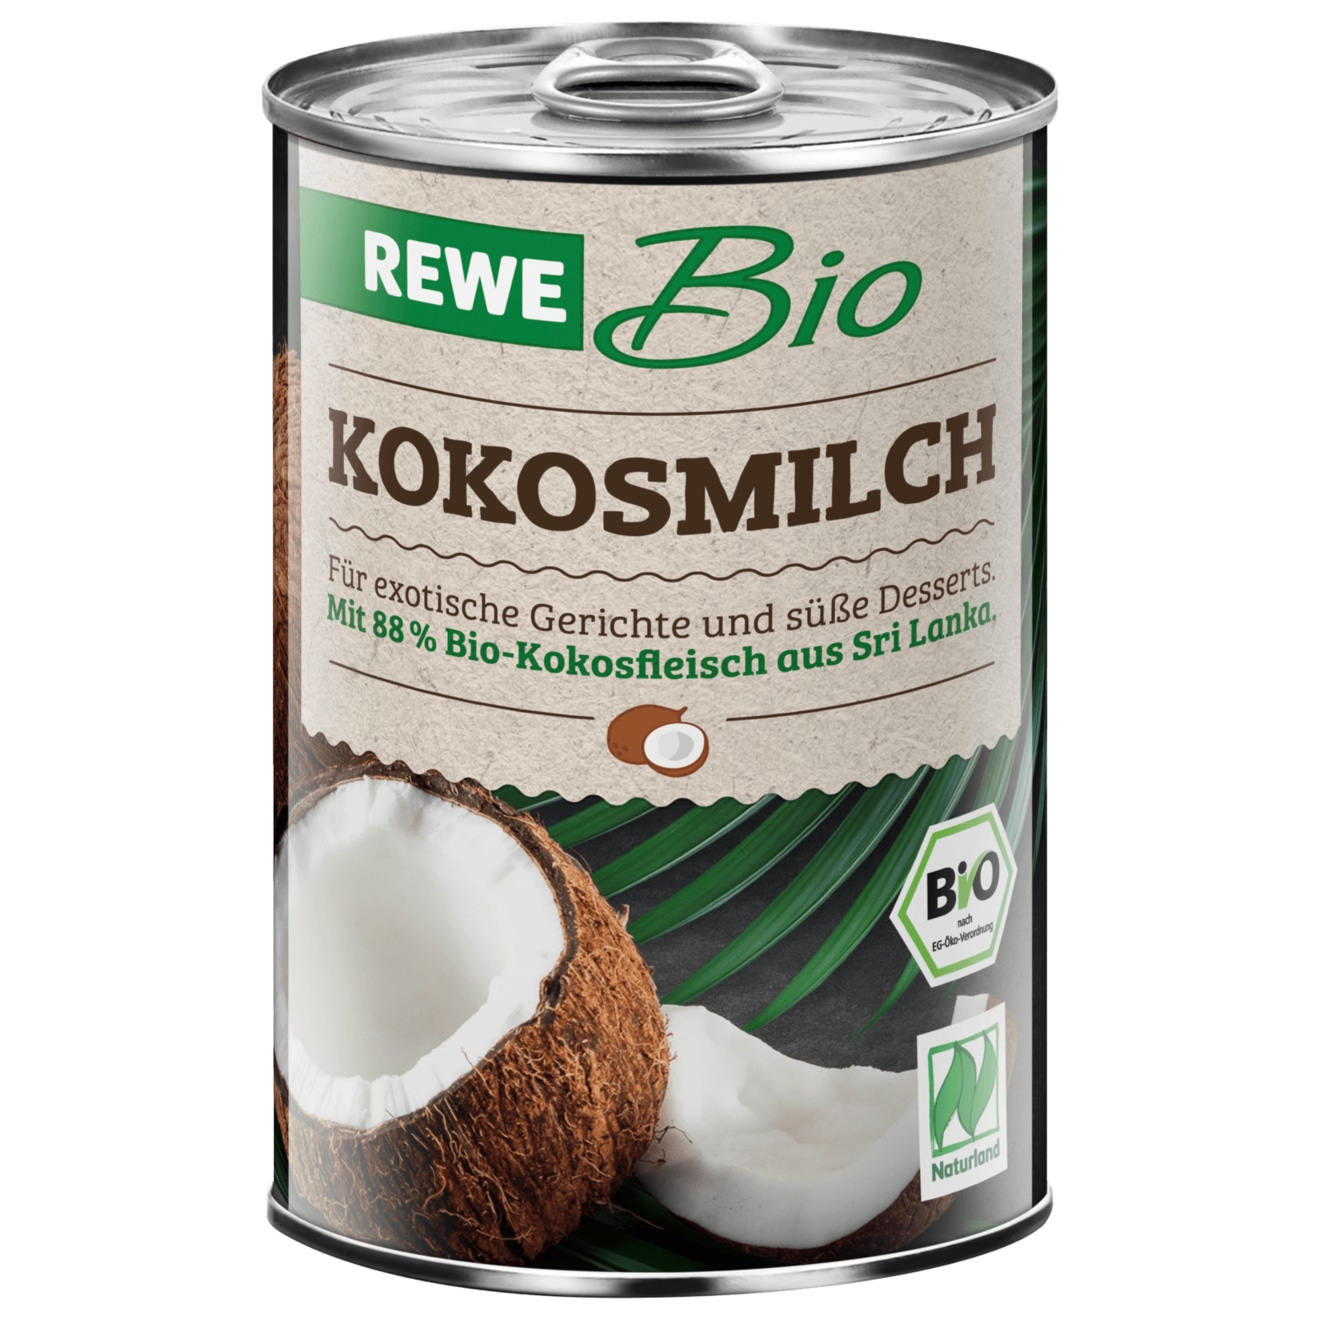 REWE Bio
KOKOSMILCH
Für exotische Gerichte und süße Desserts.
Mit 88 % Bio-Kokosfleisch aus Sri Lanka.
BiO
nach
EG-Öko-Verordnung
Naturland